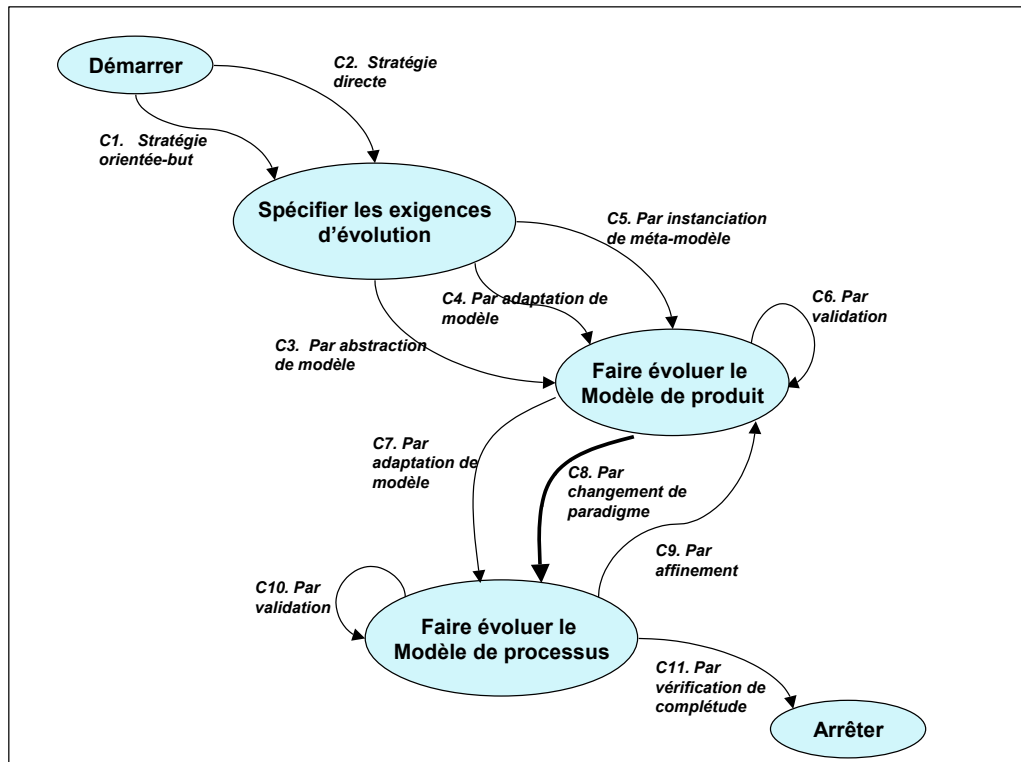 Démarrer
C2. Stratégie
directe
C1. Stratégie
orientée-but
Spécifier les exigences
d'évolution
C5. Par instanciation
de méta-modèle
C4. Par adaptation de
modèle
C6. Par
validation
C3. Par abstraction
de modèle
Faire évoluer le
Modèle de produit
C7. Par
adaptation de
modèle
C8. Par
changement de
paradigme
C9. Par
affinement
C10. Par
validation
Faire évoluer le
Modèle de processus
C11. Par
vérification de
complétude
Arrêter